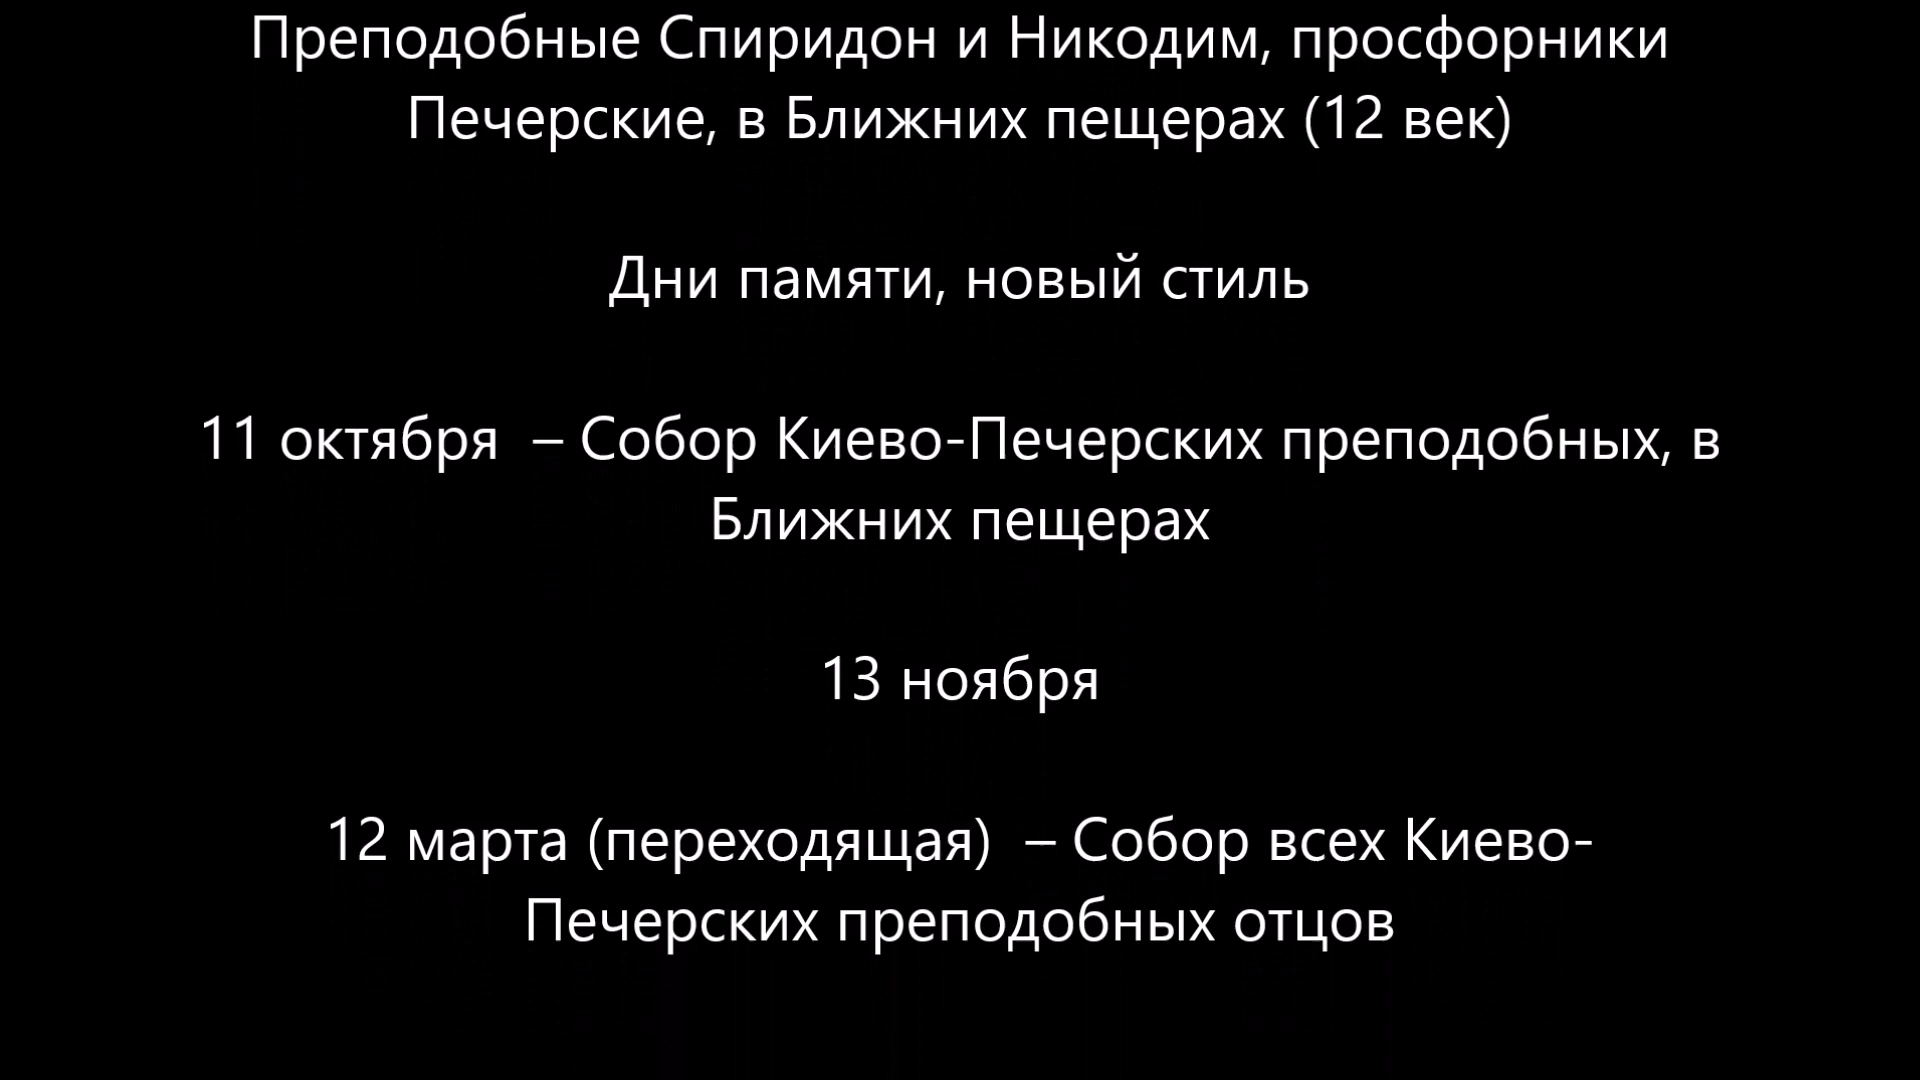 Преподобные Спиридон и Никодим, просфорники
Печерские, в Ближних пещерах (12 век)
Дни памяти, новый стиль
11 октября  – Собор Киево-Печерских преподобных, в
Ближних пещерах
13 ноября
12 марта (переходящая)  – Собор всех Киево-
Печерских преподобных отцов